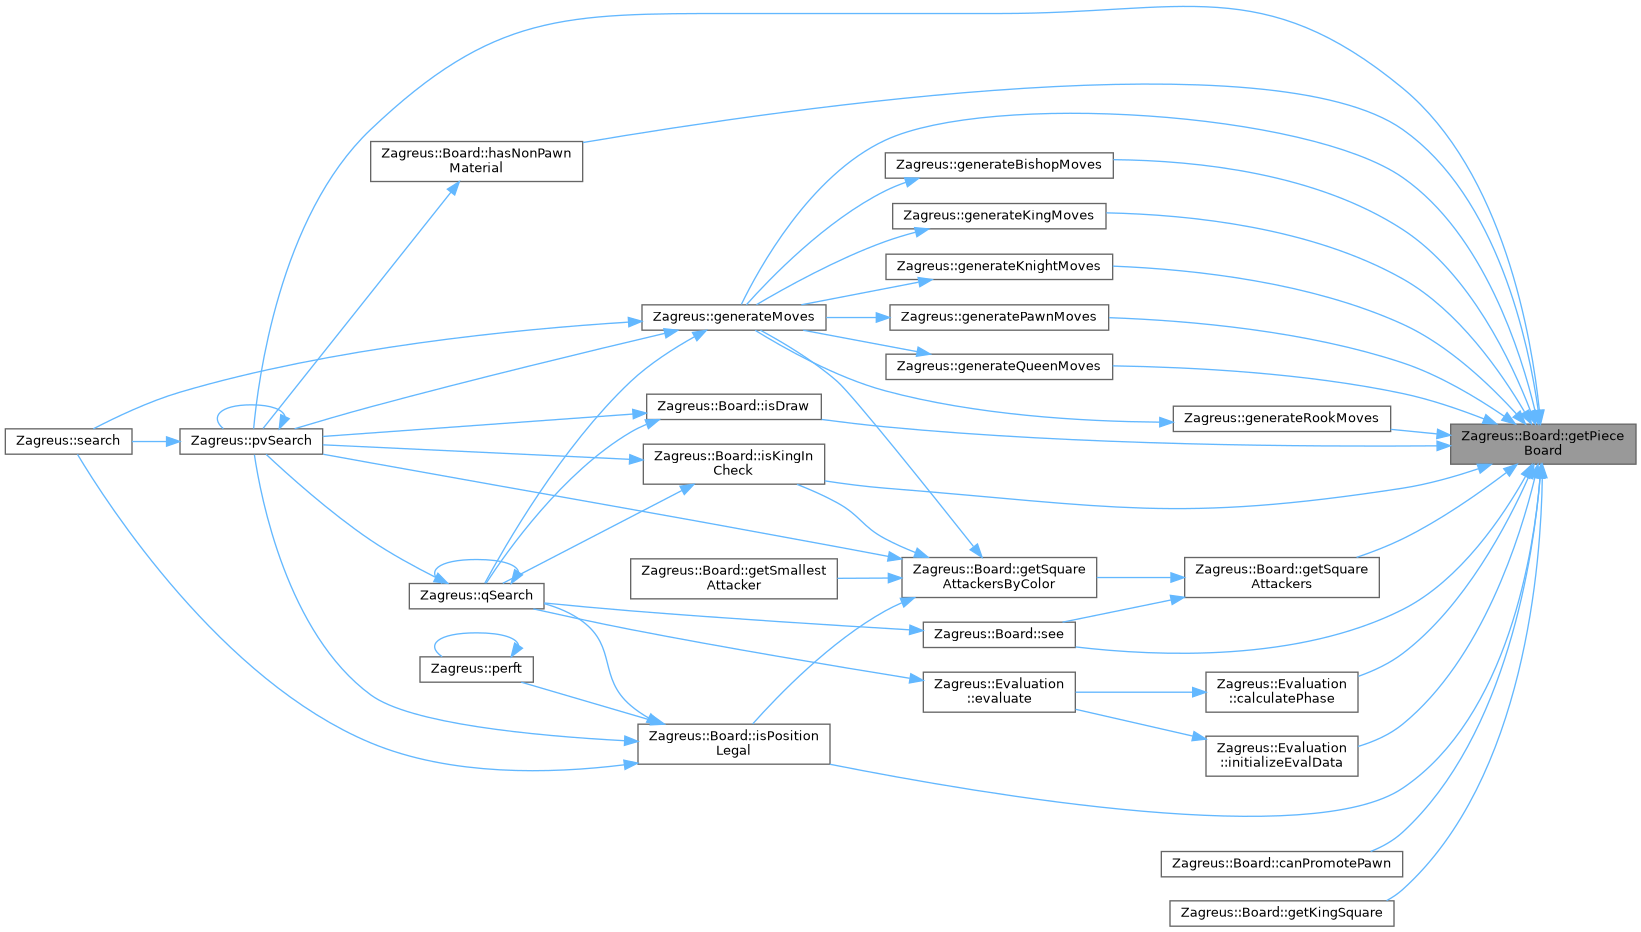 Zagreus::Board::hasNonPawn
Material
Zagreus::generateBishopMoves
Zagreus::generateKingMoves
Zagreus::generateKnightMoves
Zagreus::generateMoves
Zagreus::generatePawnMoves
Zagreus::generateQueenMoves
Zagreus::Board::isDraw
Zagreus::generateRookMoves
Zagreus::search
Zagreus::pvSearch
Zagreus::Board::getPiece
Board
Zagreus::Board::isKingIn
Check
Zagreus::Board::getSmallest
Attacker
Zagreus::Board::getSquare
AttackersByColor
Zagreus::Board::getSquare
Attackers
Zagreus::qSearch
Zagreus::Board::see
Zagreus::perft
Zagreus::Evaluation
::evaluate
Zagreus::Evaluation
::calculatePhase
Zagreus::Board::isPosition
Legal
Zagreus::Evaluation
::initializeEvalData
Zagreus::Board::canPromotePawn
Zagreus::Board::getKingSquare